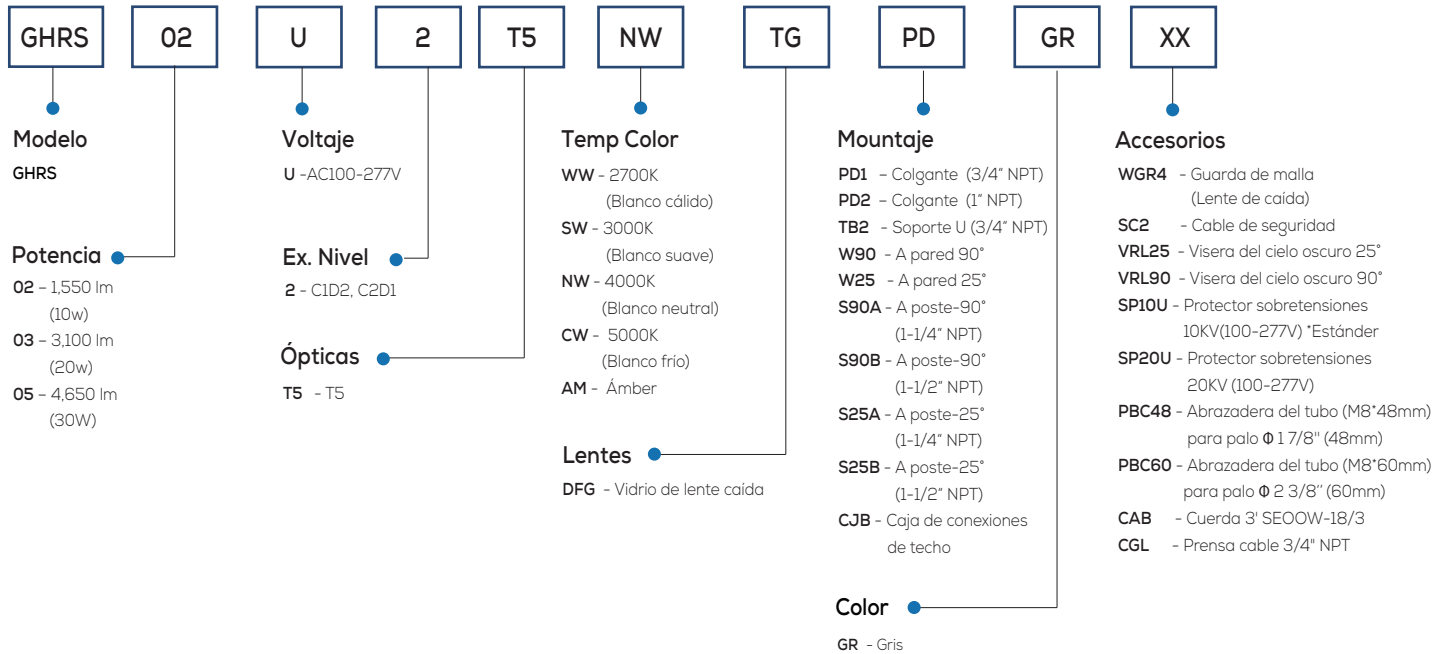 GHRS 02 U 2 T5 NW TG PD GR XX
Modelo
GHRS
Potencia
02 – 1,550 lm
(10w)
03 – 3,100 lm
(20w)
05 – 4,650 lm
(30W)
Voltaje
U -AC100-277V
Ex. Nivel
2 - C1D2, C2D1
Ópticas
T5 - T5
Temp Color
WW - 2700K
(Blanco cálido)
SW - 3000K
(Blanco suave)
NW - 4000K
(Blanco neutral)
CW - 5000K
(Blanco frío)
AM - Ámber
Lentes
DFG - Vidrio de lente caída
Mountaje
PD1 – Colgante (3/4" NPT)
PD2 – Colgante (1" NPT)
TB2 - Soporte U (3/4" NPT)
W90 - A pared 90°
W25 - A pared 25°
S90A - A poste-90°
(1-1/4" NPT)
S90B - A poste-90°
(1-1/2" NPT)
S25A - A poste-25°
(1-1/4" NPT)
S25B - A poste-25°
(1-1/2" NPT)
CJB - Caja de conexiones
de techo
Color
GR - Gris
Accesorios
WGR4 - Guarda de malla
(Lente de caída)
SC2 - Cable de seguridad
VRL25 - Visera del cielo oscuro 25°
VRL90 - Visera del cielo oscuro 90°
SP10U - Protector sobretensiones
10KV(100-277V) *Estánder
SP20U - Protector sobretensiones
20KV (100-277V)
PBC48 - Abrazadera del tubo (M8*48mm)
para palo Φ 1 7/8" (48mm)
PBC60 - Abrazadera del tubo (M8*60mm)
para palo Φ 2 3/8'' (60mm)
CAB - Cuerda 3' SEOOW-18/3
CGL - Prensa cable 3/4" NPT